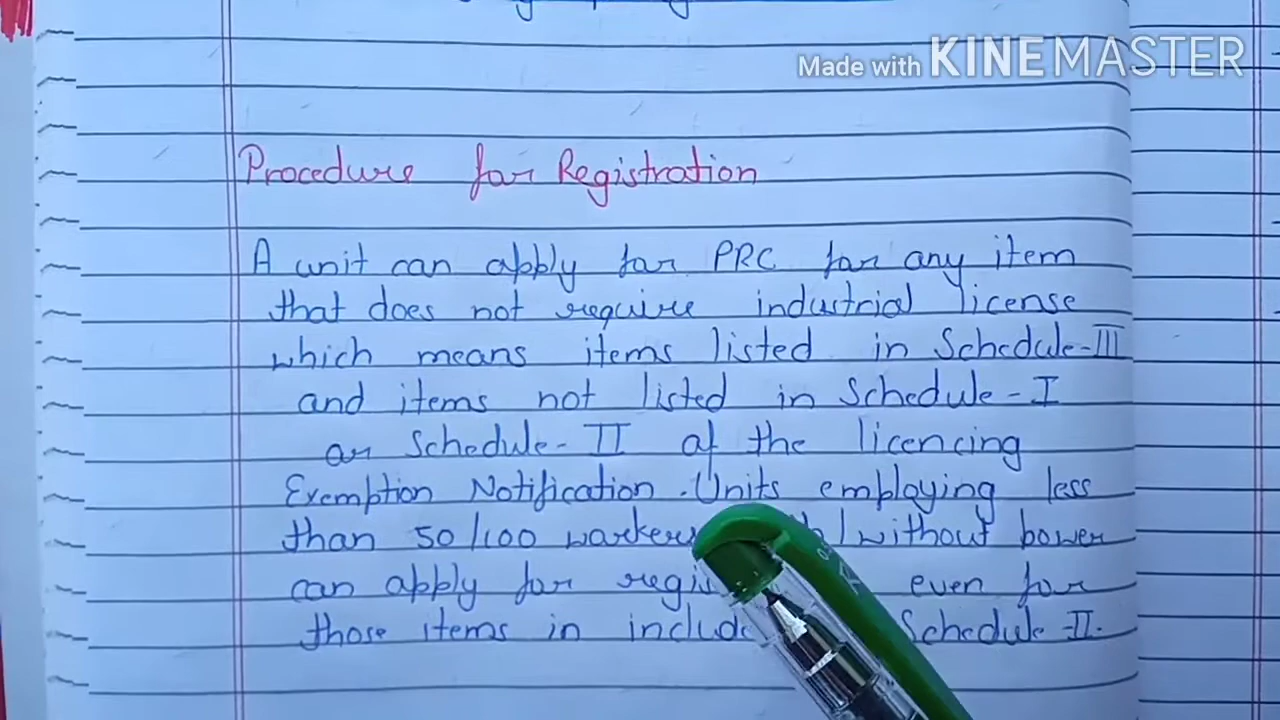 Made with KINEMASTER
Procedure for Registration
A unit can apply for PRC for any item
that does not require industrial license
which means items listed in Schedule-III
and items not listed in Schedule-I
or Schedule-II of the licencing
Exemption Notification. Units employing less
than 50/100 workers /without power
can apply for even for
those items in Schedule-II.